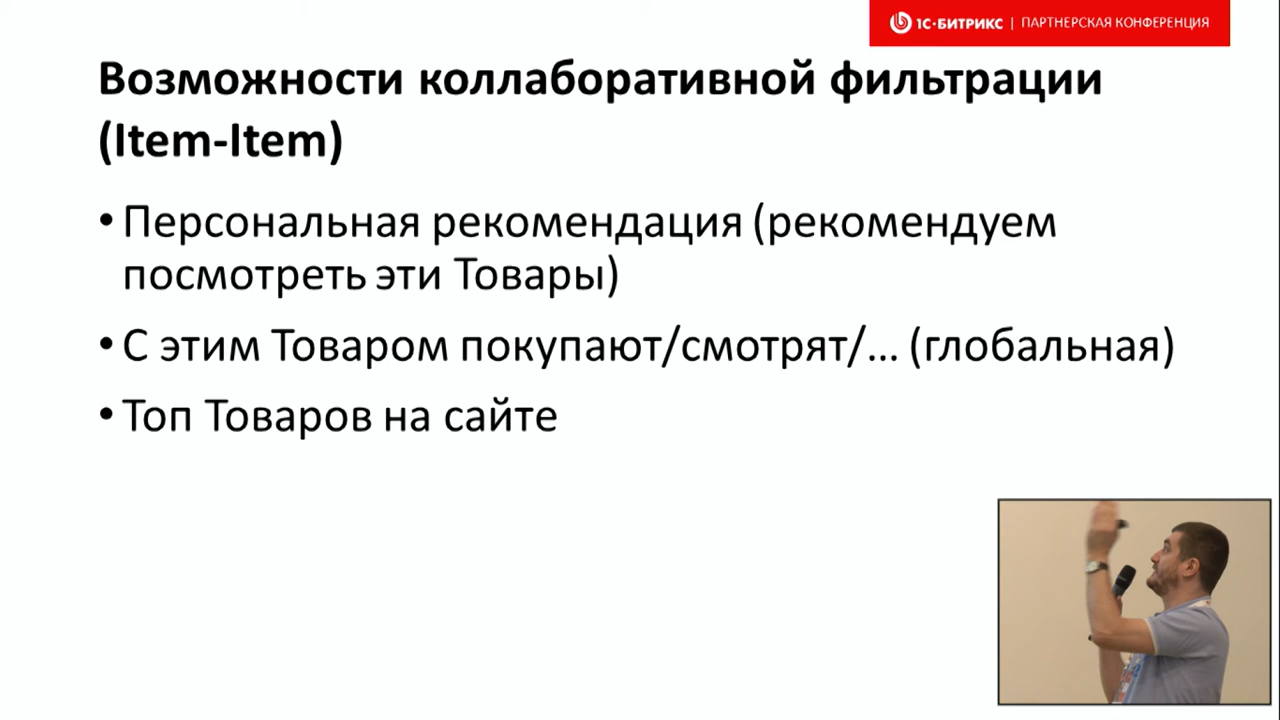 1С·БИТРИКС | ПАРТНЕРСКАЯ КОНФЕРЕНЦИЯ
Возможности коллаборативной фильтрации
(Item-Item)
• Персональная рекомендация (рекомендуем
посмотреть эти Товары)
• С этим Товаром покупают/смотрят/... (глобальная)
• Топ Товаров на сайте